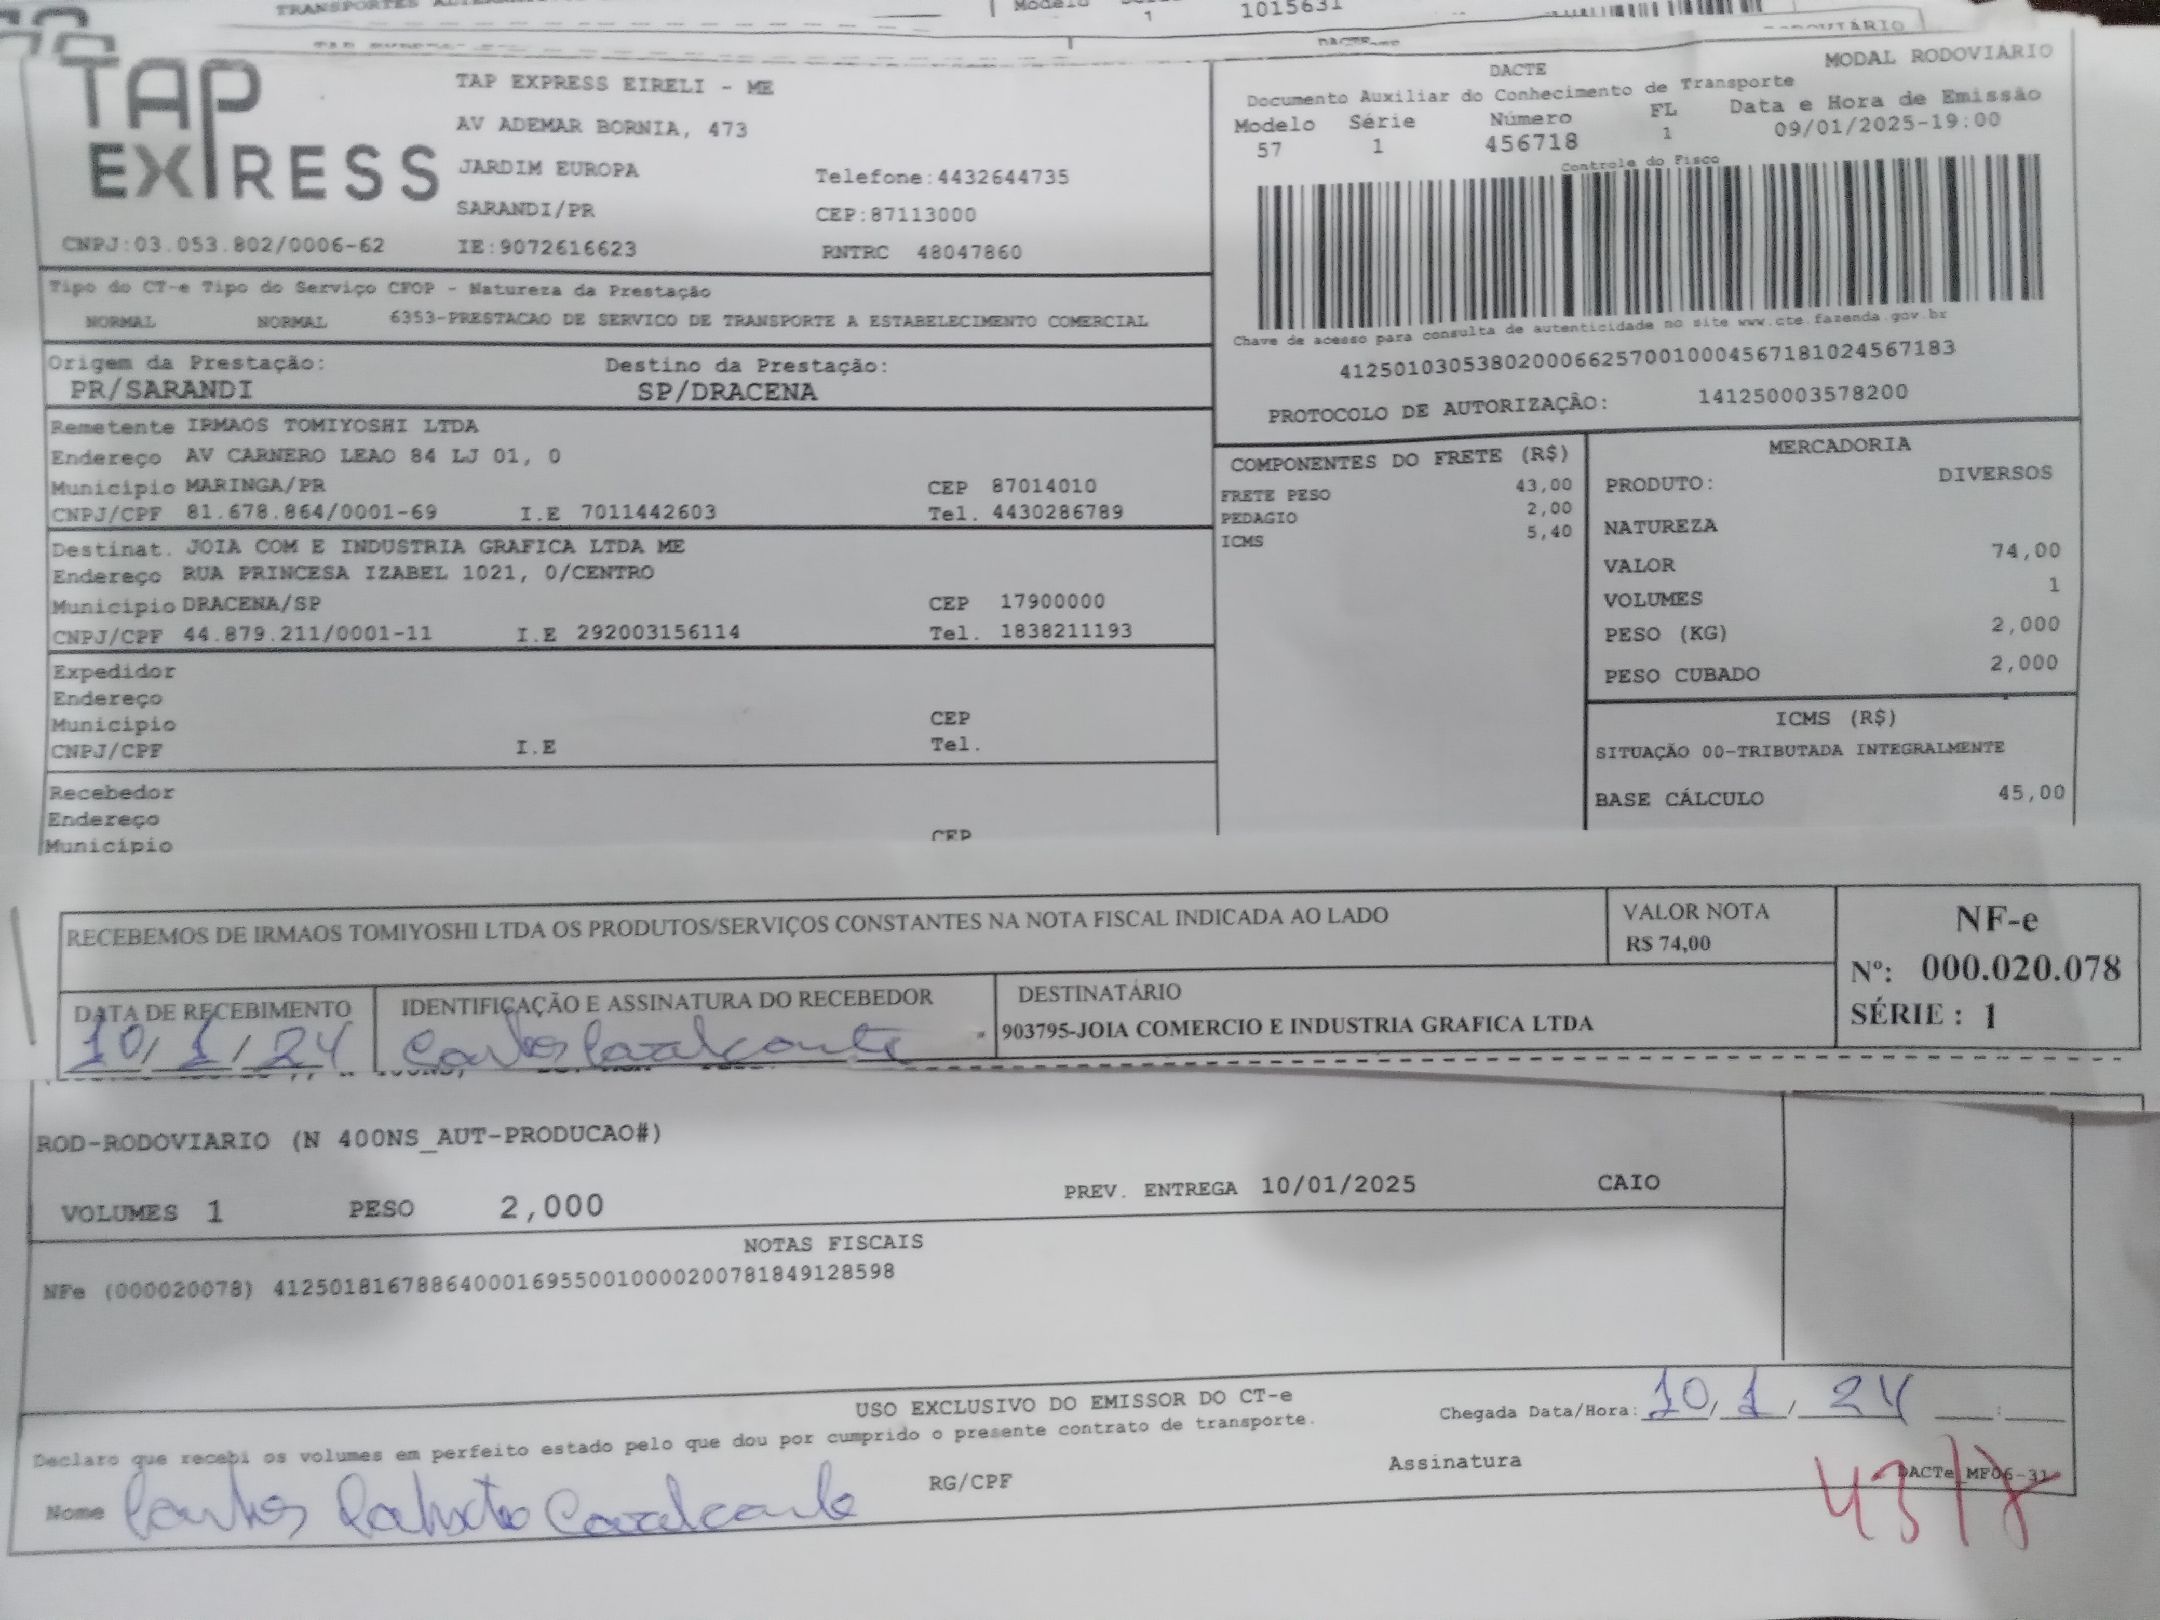 TRANSPORTES
Modelo
1 1015631
TAP EXPRESS
TAP EXPRESS EIRELI - ME
AV ADEMAR BORNIA, 473
JARDIM EUROPA Telefone:4432644735
SARANDI/PR CEP:87113000
CNPJ:03.053.802/0006-62 IE:9072616623 RNTRC 48047860
DACTE MODAL RODOVIÁRIO
Documento Auxiliar do Conhecimento de Transporte
Modelo Série Número FL Data e Hora de Emissão
57 1 456718 1 09/01/2025-19:00
Controle do Fisco
Chave de acesso para consulta de autenticidade no site www.cte.fazenda.gov.br
41250103053802000662570010004567181024567183
PROTOCOLO DE AUTORIZAÇÃO: 141250003578200
Tipo do CT-e Tipo do Serviço CFOP - Natureza da Prestação
NORMAL NORMAL 6353-PRESTACAO DE SERVICO DE TRANSPORTE A ESTABELECIMENTO COMERCIAL
Origem da Prestação: Destino da Prestação:
PR/SARANDI SP/DRACENA
Remetente IRMAOS TOMIYOSHI LTDA
Endereço AV CARNERO LEAO 84 LJ 01, 0
Município MARINGA/PR CEP 87014010
CNPJ/CPF 81.678.864/0001-69 I.E 7011442603 Tel. 4430286789
Destinat. JOIA COM E INDUSTRIA GRAFICA LTDA ME
Endereço RUA PRINCESA IZABEL 1021, 0/CENTRO
Município DRACENA/SP CEP 17900000
CNPJ/CPF 44.879.211/0001-11 I.E 292003156114 Tel. 1838211193
Expedidor
Endereço
Município CEP
CNPJ/CPF I.E Tel.
Recebedor
Endereço
Município CEP
COMPONENTES DO FRETE (R$)
FRETE PESO 43,00
PEDAGIO 2,00
ICMS 5,40
MERCADORIA
PRODUTO: DIVERSOS
NATUREZA
VALOR 74,00
VOLUMES 1
PESO (KG) 2,000
PESO CUBADO 2,000
ICMS (R$)
SITUAÇÃO 00-TRIBUTADA INTEGRALMENTE
BASE CÁLCULO 45,00
RECEBEMOS DE IRMAOS TOMIYOSHI LTDA OS PRODUTOS/SERVIÇOS CONSTANTES NA NOTA FISCAL INDICADA AO LADO
VALOR NOTA
R$ 74,00
NF-e
Nº: 000.020.078
SÉRIE : 1
DATA DE RECEBIMENTO
10/1/24
IDENTIFICAÇÃO E ASSINATURA DO RECEBEDOR
Carlos Cavalcante
DESTINATÁRIO
903795-JOIA COMERCIO E INDUSTRIA GRAFICA LTDA
ROD-RODOVIARIO (N 400NS_AUT-PRODUCAO#)
VOLUMES 1 PESO 2,000 PREV. ENTREGA 10/01/2025 CAIO
NOTAS FISCAIS
NFe (000020078) 41250181678864000169550010000200781849128598
USO EXCLUSIVO DO EMISSOR DO CT-e
Declaro que recebi os volumes em perfeito estado pelo que dou por cumprido o presente contrato de transporte.
Chegada Data/Hora: 10/1/24
Nome Carlos Cavalcante RG/CPF Assinatura
DACTe_MF06-31